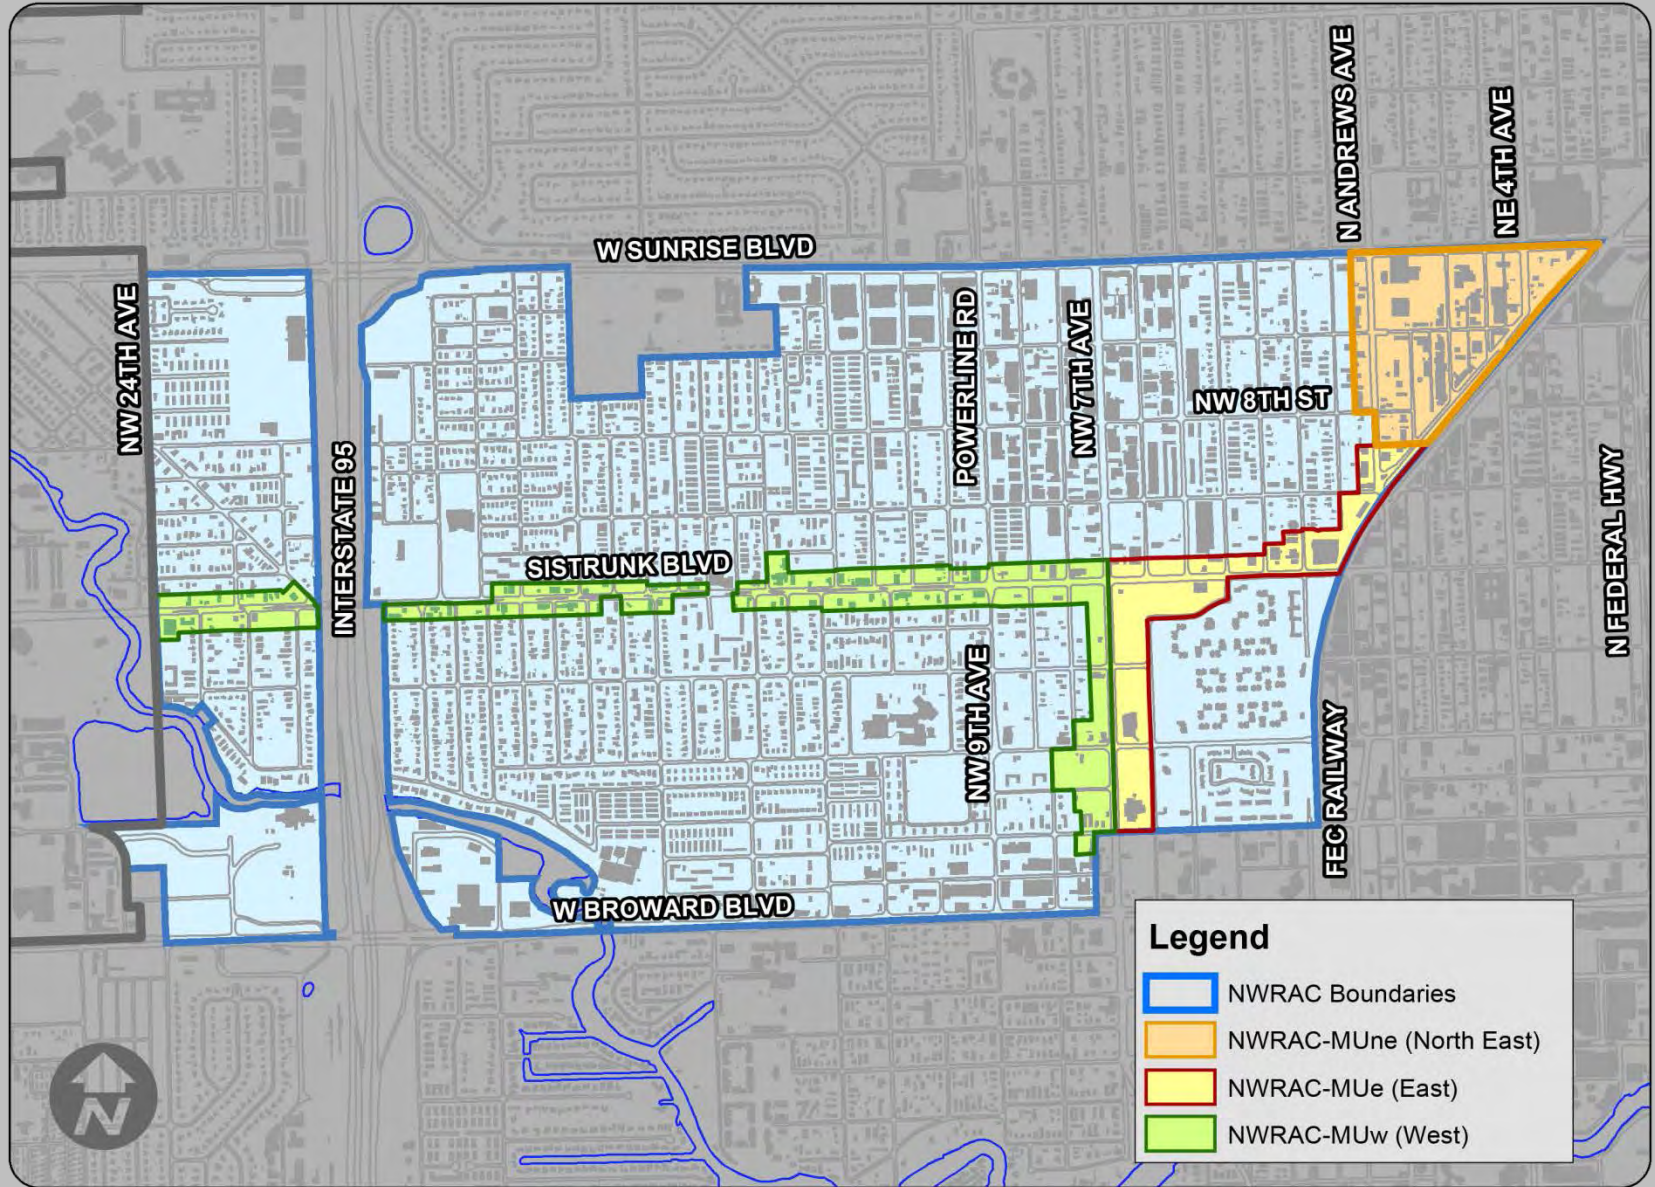 N ANDREWS AVE
NE 4TH AVE
W SUNRISE BLVD
NW 24TH AVE
POWERLINE RD
NW 7TH AVE
NW 8TH ST
INTERSTATE 95
N FEDERAL HWY
SISTRUNK BLVD
NW 9TH AVE
FEC RAILWAY
W BROWARD BLVD
Legend
NWRAC Boundaries
NWRAC-MUne (North East)
NWRAC-MUe (East)
NWRAC-MUw (West)
N